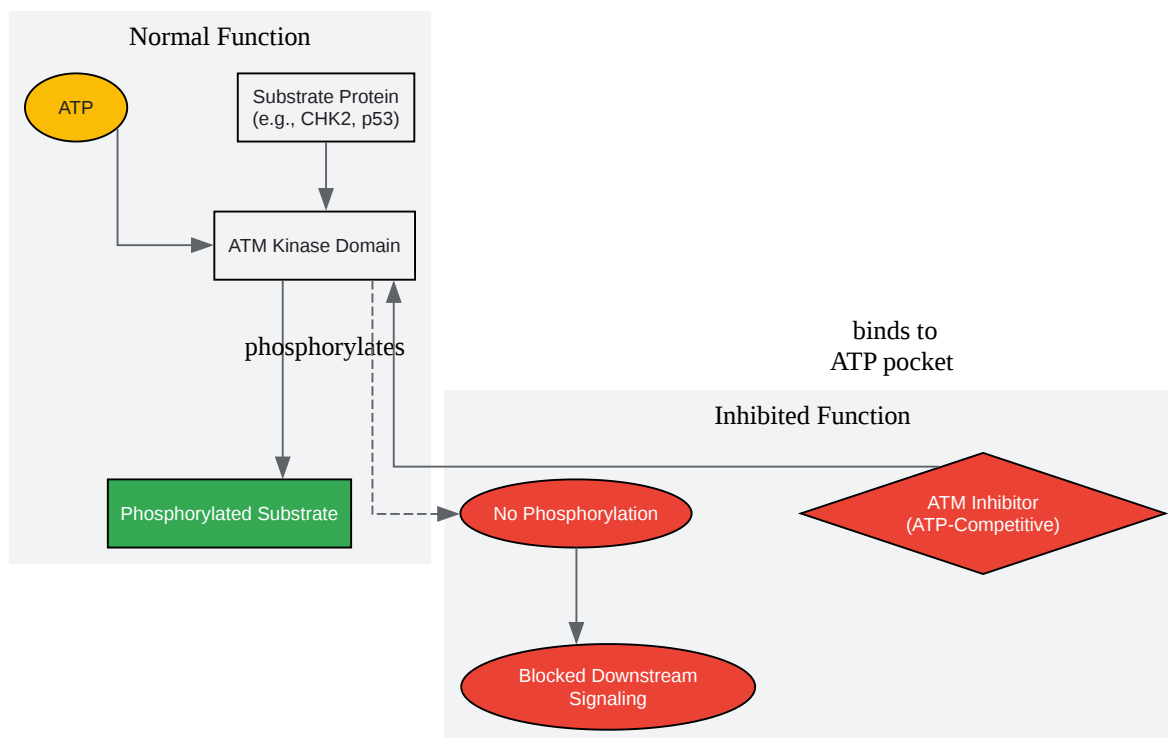 Normal Function
ATP
Substrate Protein
(e.g., CHK2, p53)
ATM Kinase Domain
phosphorylates
binds to
ATP pocket
Inhibited Function
Phosphorylated Substrate
No Phosphorylation
ATM Inhibitor
(ATP-Competitive)
Blocked Downstream
Signaling